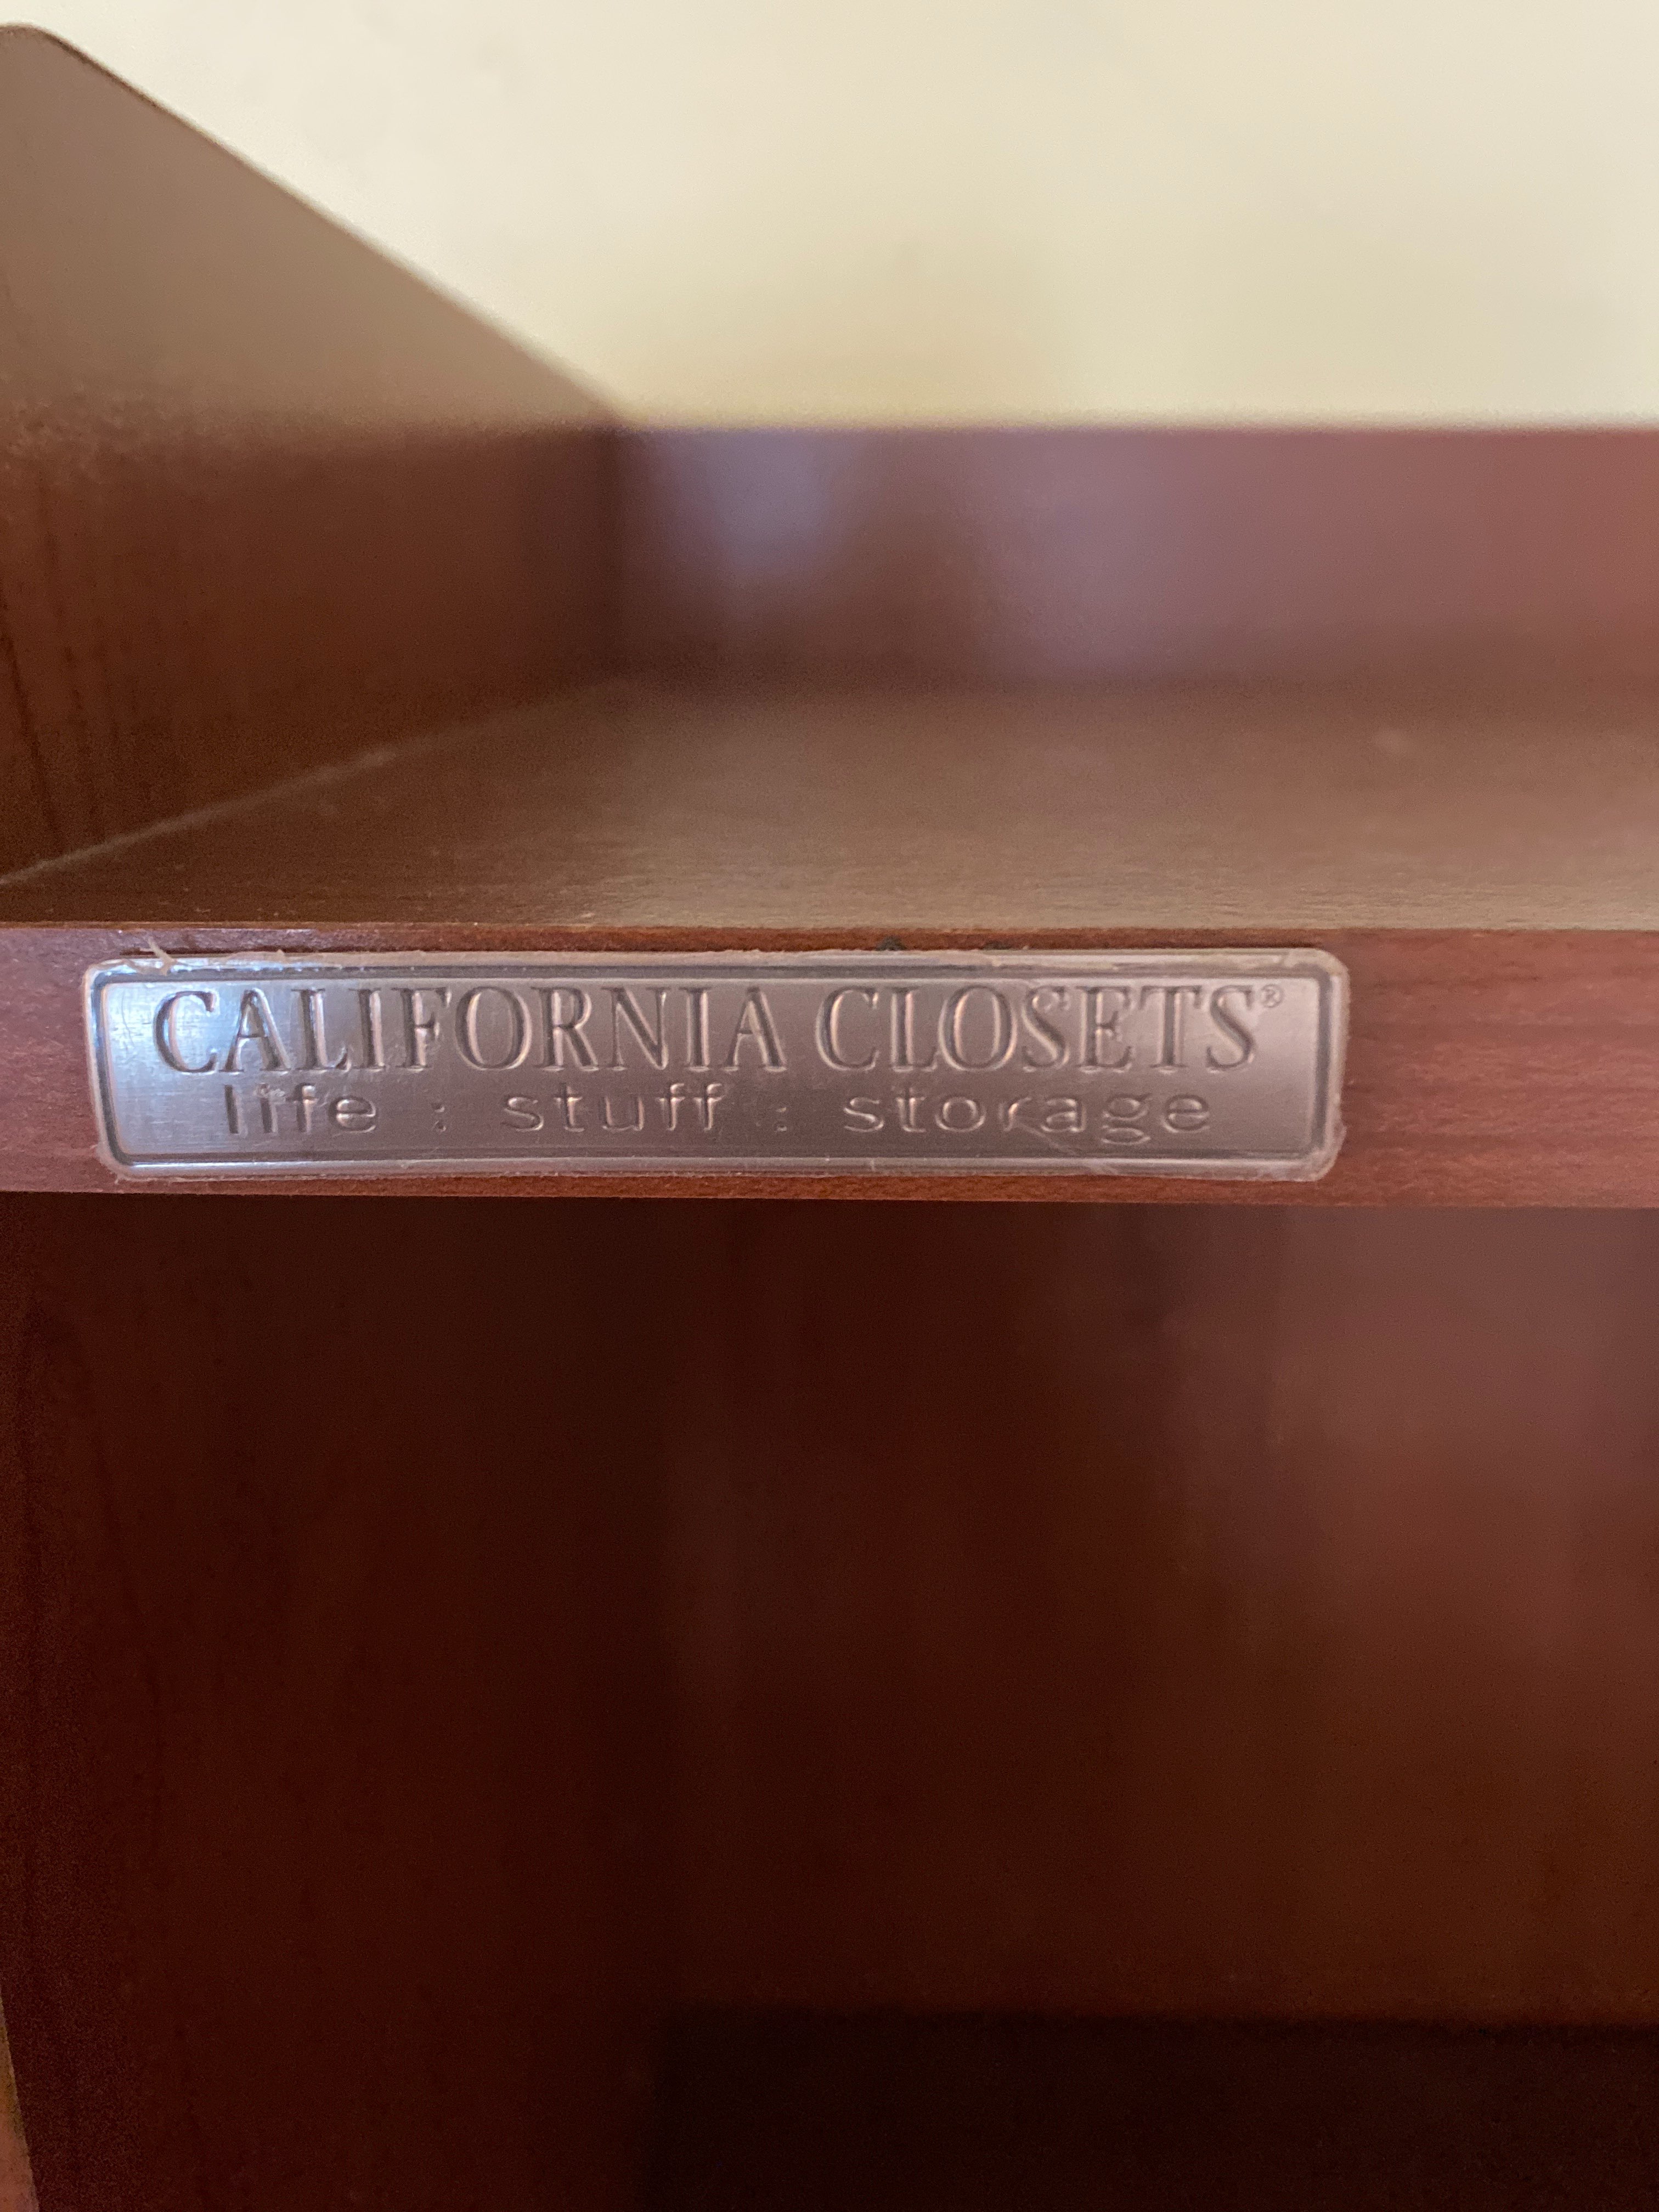 CALIFORNIA CLOSETS®
life : stuff : storage